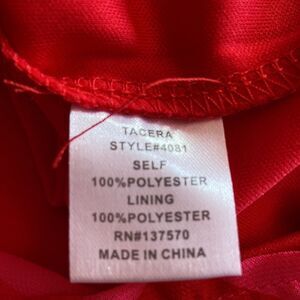 TACERA
STYLE#4081
SELF
100%POLYESTER
LINING
100%POLYESTER
RN#137570
MADE IN CHINA